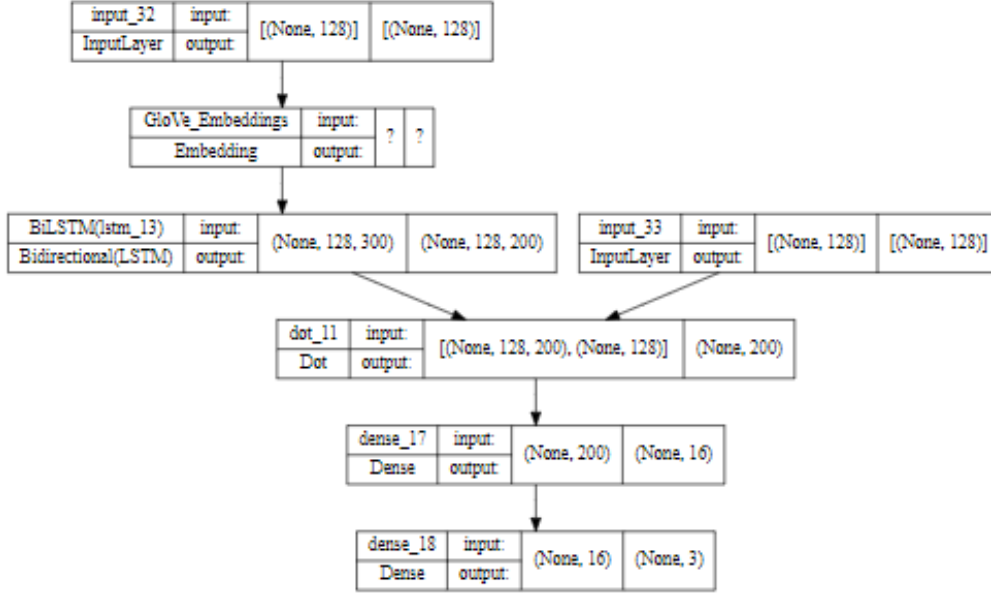 input_32 input: [(None, 128)] [(None, 128)]
InputLayer output:
GloVe_Embeddings input: ? ?
Embedding output:
BiLSTM(lstm_13) input: (None, 128, 300) (None, 128, 200)
Bidirectional(LSTM) output:
input_33 input: [(None, 128)] [(None, 128)]
InputLayer output:
dot_11 input: [(None, 128, 200), (None, 128)] (None, 200)
Dot output:
dense_17 input: (None, 200) (None, 16)
Dense output:
dense_18 input: (None, 16) (None, 3)
Dense output: